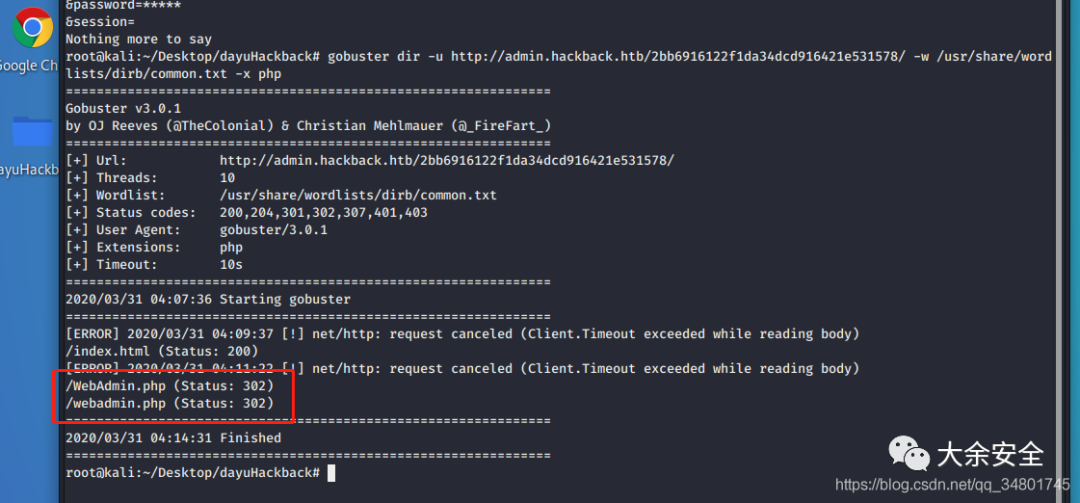 &password=*****
&session=
Nothing more to say
root@kali:~/Desktop/dayuHackback# gobuster dir -u http://admin.hackback.htb/2bb6916122f1da34dcd916421e531578/ -w /usr/share/word
lists/dirb/common.txt -x php
===============================================================
Gobuster v3.0.1
by OJ Reeves (@TheColonial) & Christian Mehlmauer (@_FireFart_)
===============================================================
[+] Url:            http://admin.hackback.htb/2bb6916122f1da34dcd916421e531578/
[+] Threads:        10
[+] Wordlist:       /usr/share/wordlists/dirb/common.txt
[+] Status codes:   200,204,301,302,307,401,403
[+] User Agent:     gobuster/3.0.1
[+] Extensions:     php
[+] Timeout:        10s
===============================================================
2020/03/31 04:07:36 Starting gobuster
===============================================================
[ERROR] 2020/03/31 04:09:37 [!] net/http: request canceled (Client.Timeout exceeded while reading body)
/index.html (Status: 200)
[ERROR] 2020/03/31 04:11:22 [!] net/http: request canceled (Client.Timeout exceeded while reading body)
/WebAdmin.php (Status: 302)
/webadmin.php (Status: 302)
===============================================================
2020/03/31 04:14:31 Finished
===============================================================
root@kali:~/Desktop/dayuHackback#
Google Ch
ayuHackb
大余安全
https://blog.csdn.net/qq_34801745